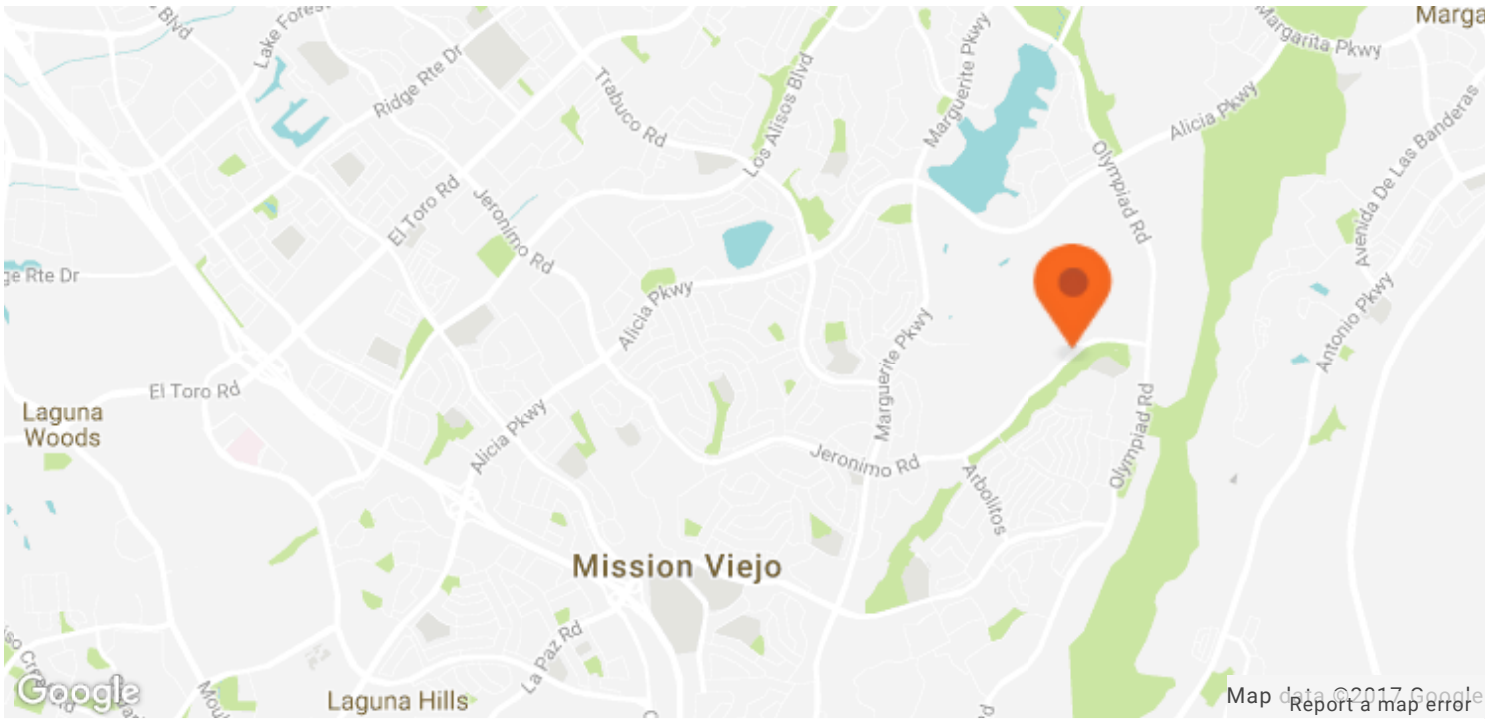 Blvd
Lake Forest
Ridge Rte Dr
Trabuco Rd
Los Alisos Blvd
Marguerite Pkwy
Margarita Pkwy
Marga
Alicia Pkwy
Olympiad Rd
Avenida De Las Banderas
El Toro Rd
Jeronimo Rd
ge Rte Dr
Alicia Pkwy
Antonio Pkwy
Marguerite Pkwy
El Toro Rd
Laguna
Woods
Alicia Pkwy
Jeronimo Rd
Arbolitos
Olympiad Rd
Mission Viejo
La Paz Rd
Laguna Hills
Google
Map data ©2017 Google
Report a map error